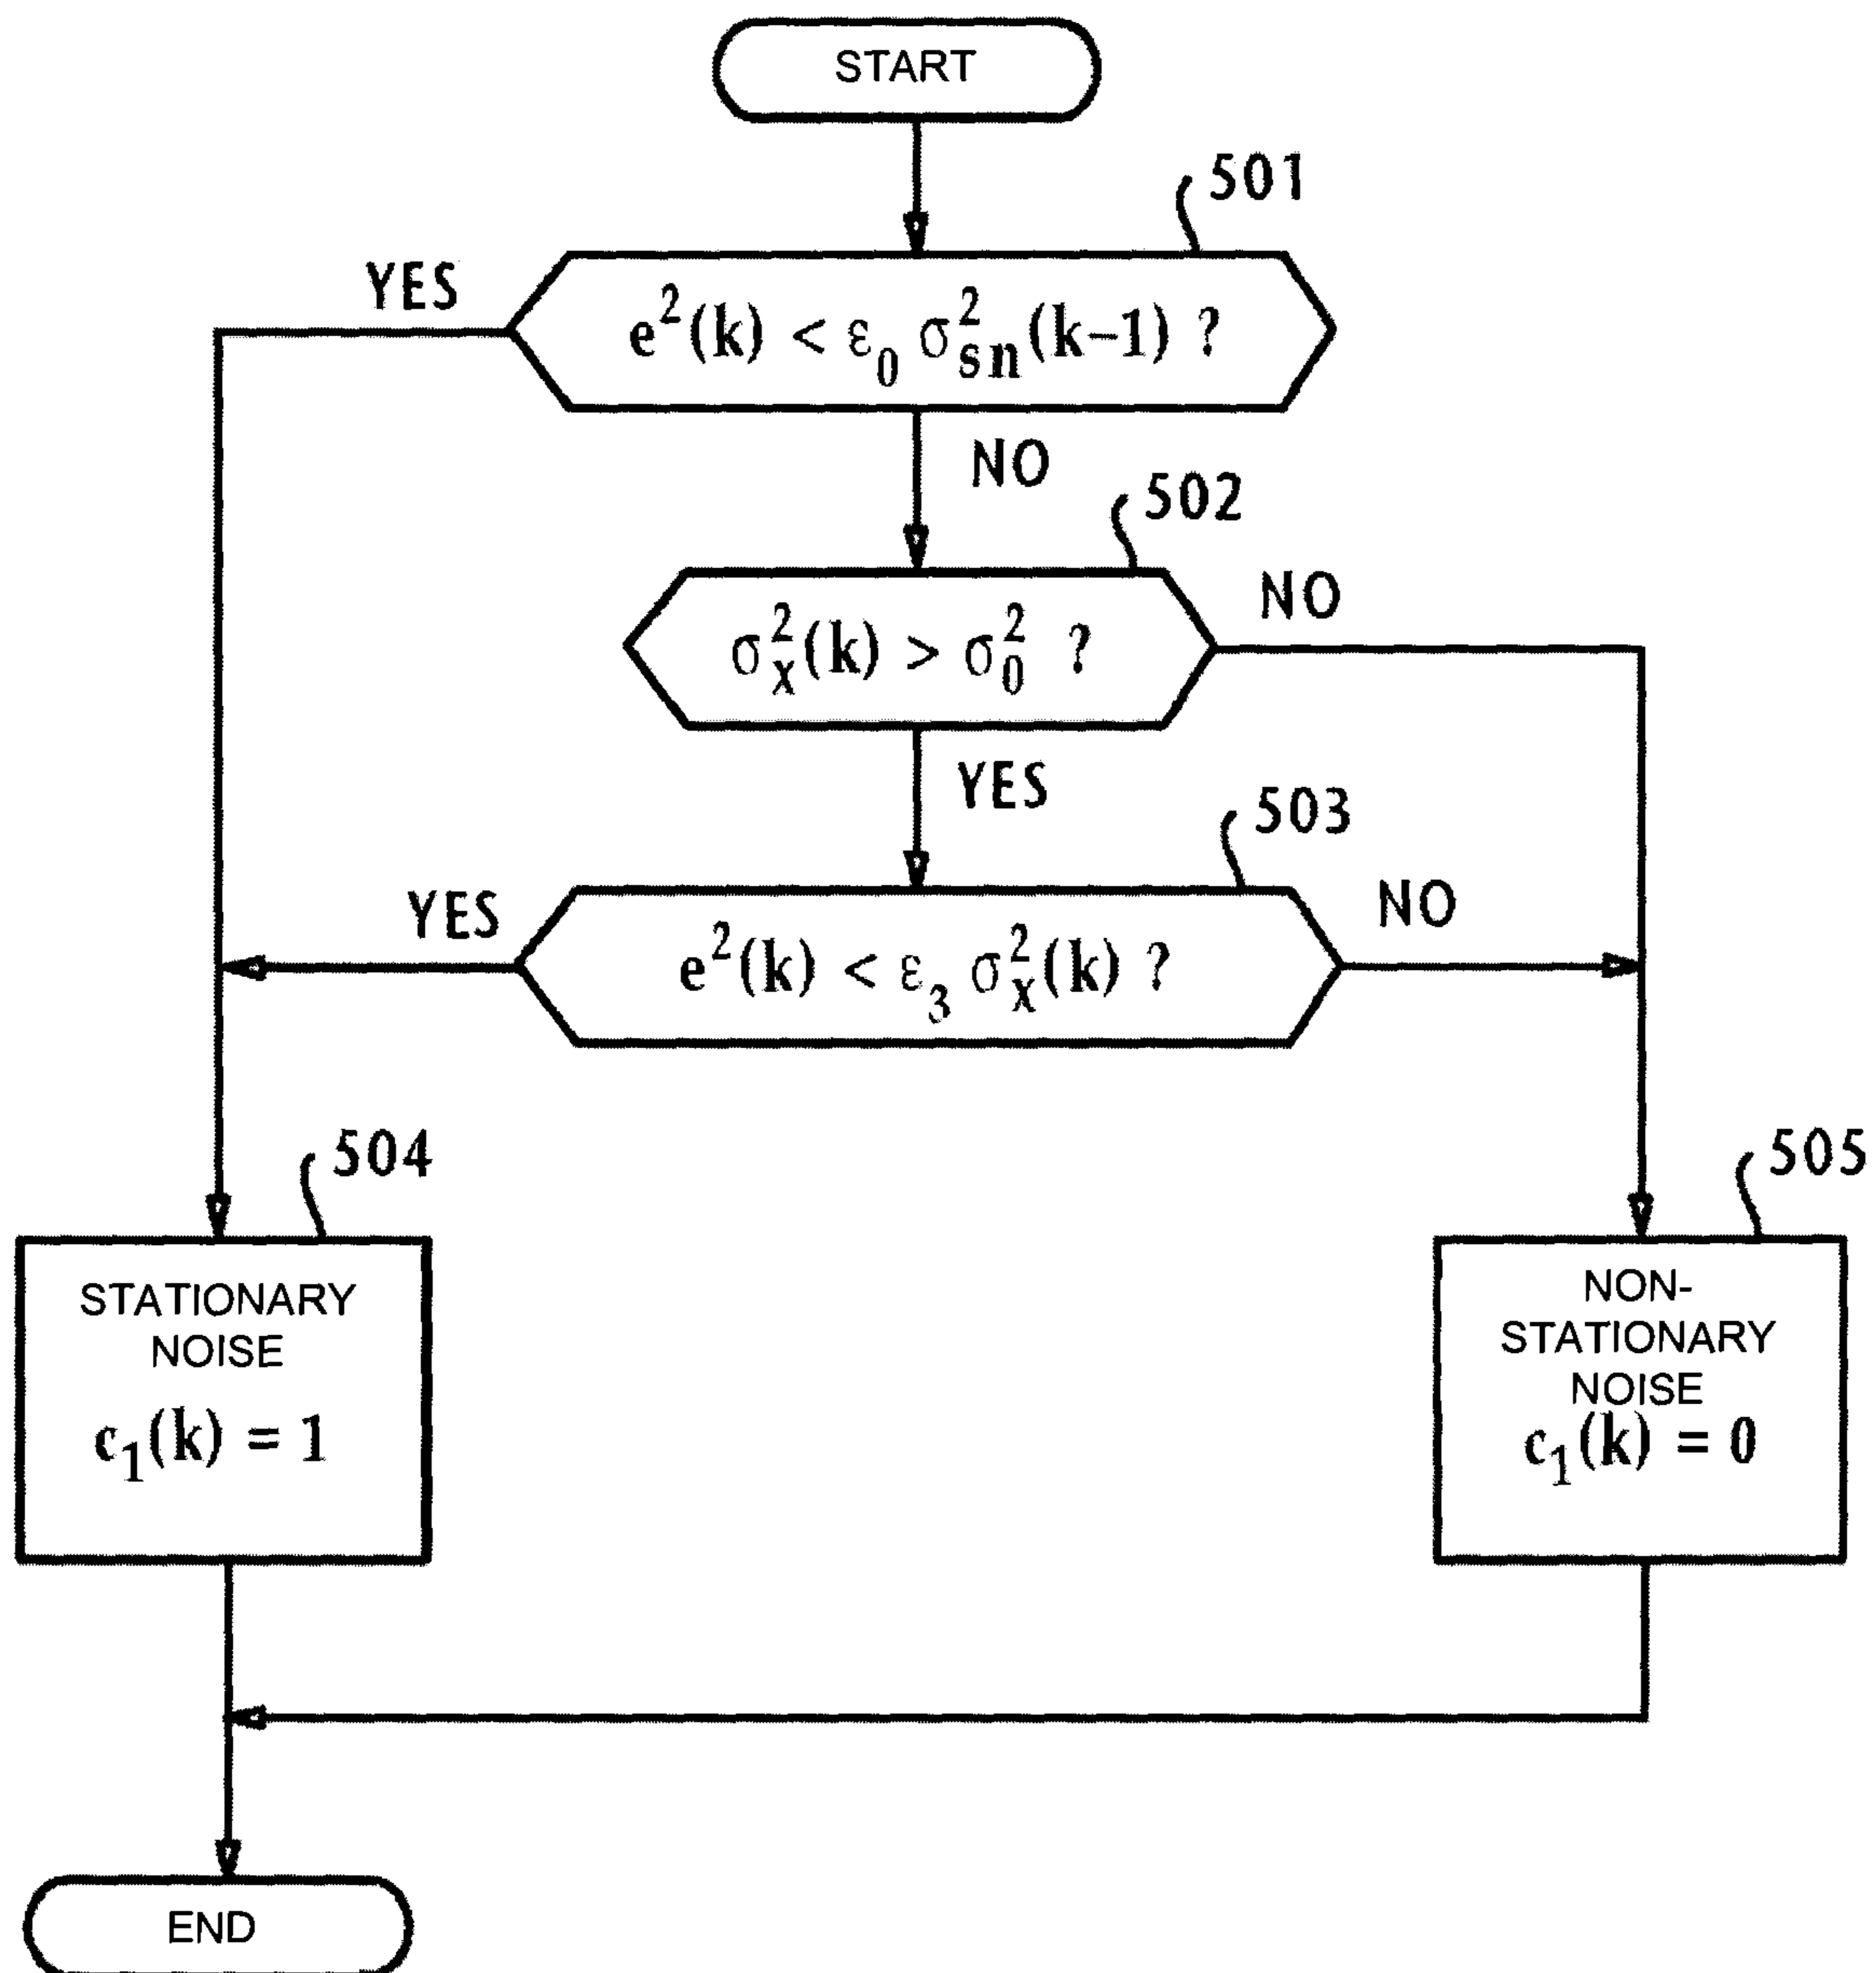 START
501
YES
e²(k) < ε₀ σ²ₛₙ(k−1) ?
NO
502
NO
σ²ₓ(k) > σ²₀ ?
YES
503
YES
NO
e²(k) < ε₃ σ²ₓ(k) ?
504
505
STATIONARY
NOISE
c₁(k) = 1
NON-
STATIONARY
NOISE
c₁(k) = 0
END